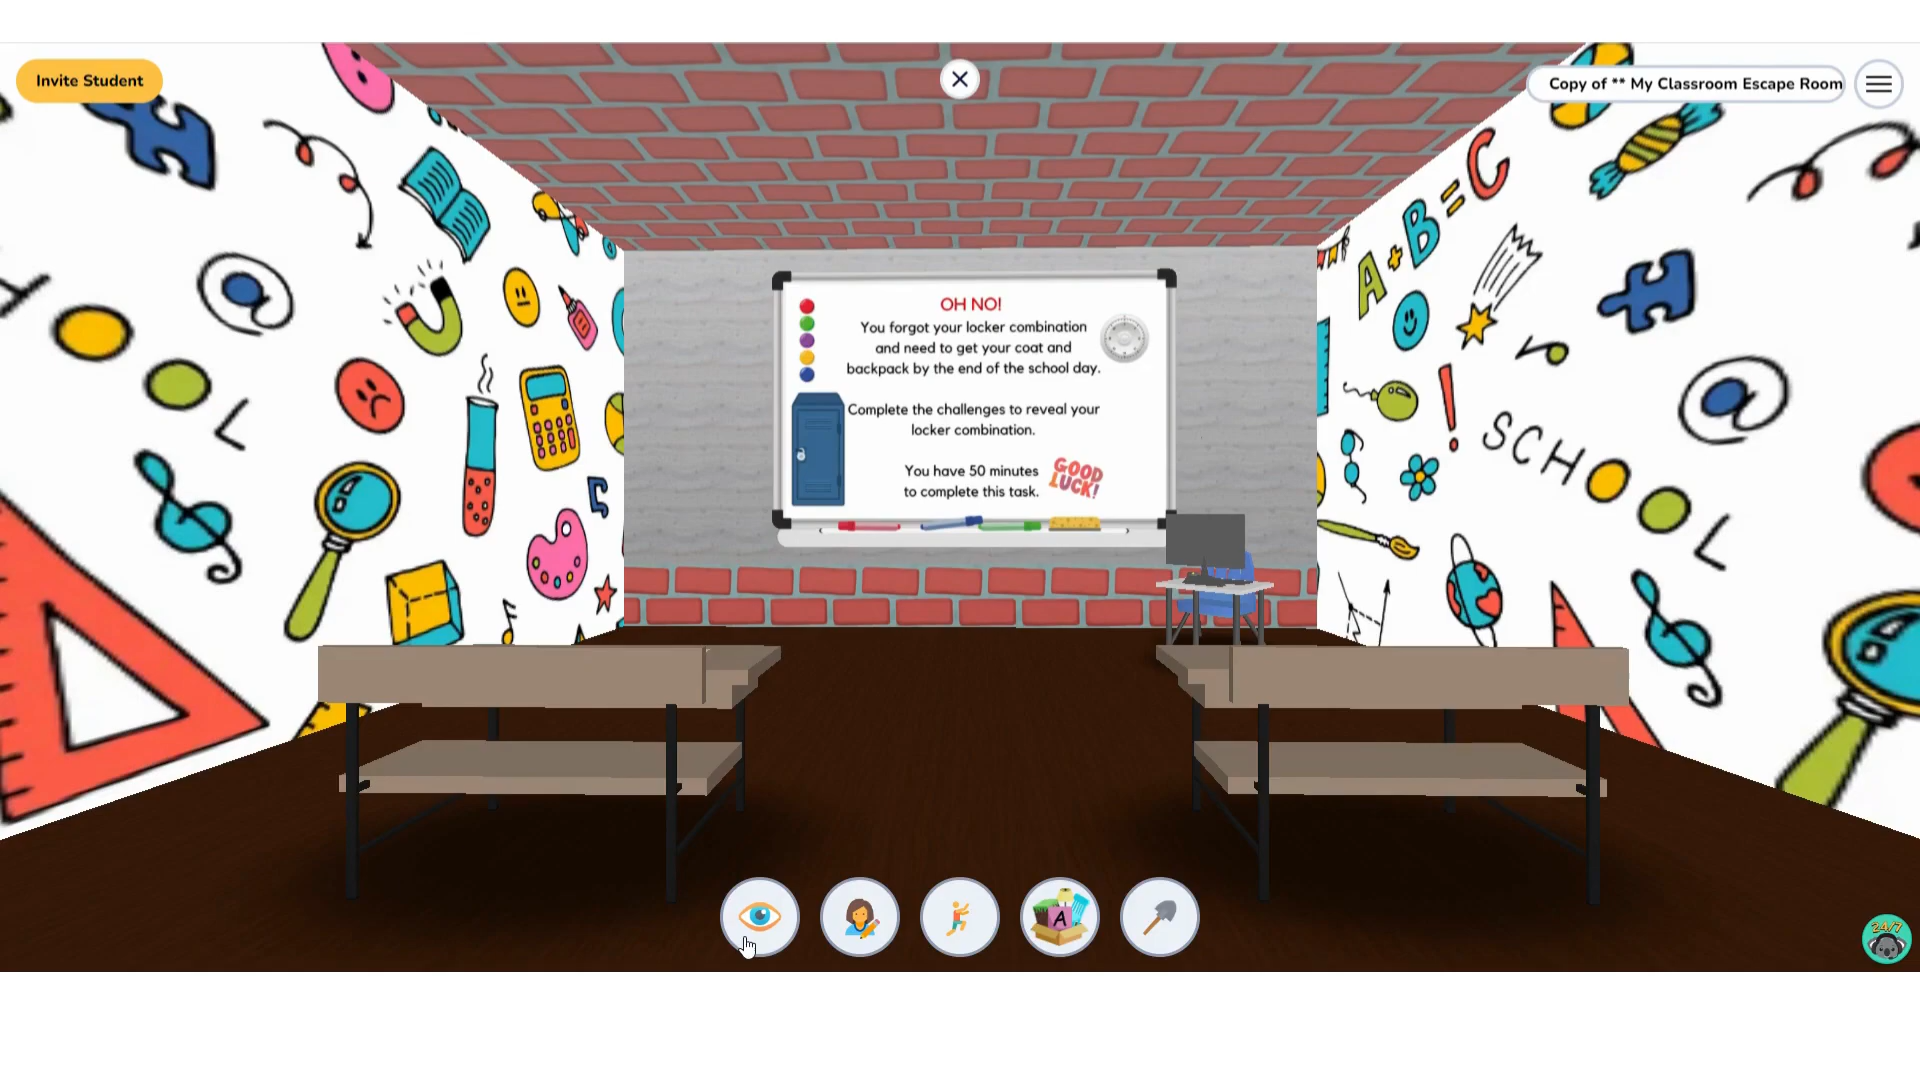 Invite Student
Copy of ** My Classroom Escape Room
A + B = C
OH NO!
You forgot your locker combination
and need to get your coat and
backpack by the end of the school day.
Complete the challenges to reveal your
locker combination.
You have 50 minutes
to complete this task.
GOOD
LUCK!
SCHOOL
OOL
A
24/7